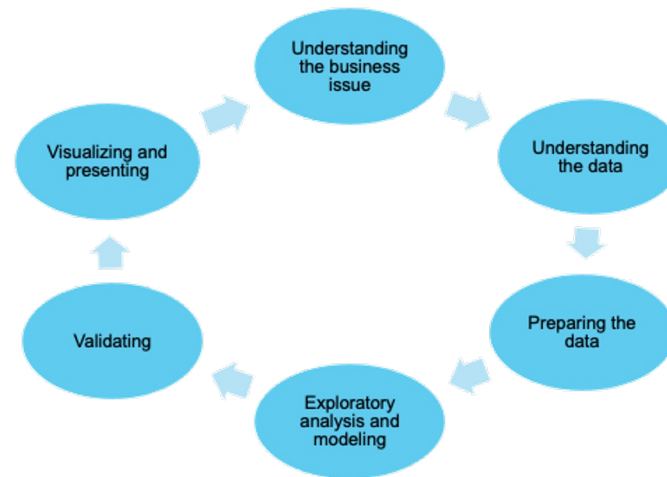 Understanding
the business
issue
Understanding
the data
Preparing the
data
Exploratory
analysis and
modeling
Validating
Visualizing and
presenting